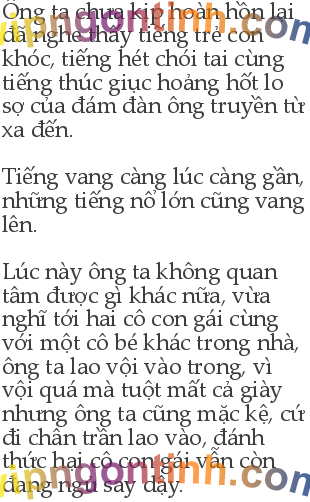 Ông ta chưa kịp hoàn hồn lại
đã nghe thấy tiếng trẻ con
khóc, tiếng hét chói tai cùng
tiếng thúc giục hoảng hốt lo
sợ của đám đàn ông truyền từ
xa đến.
Tiếng vang càng lúc càng gần,
những tiếng nổ lớn cũng vang
lên.
Lúc này ông ta không quan
tâm được gì khác nữa, vừa
nghĩ tới hai cô con gái cùng
với một cô bé khác trong nhà,
ông ta lao vội vào trong, vì
vội quá mà tuột mất cả giày
nhưng ông ta cũng mặc kệ, cứ
đi chân trần lao vào, đánh
thức hai cô con gái vẫn còn
đang ngủ say dậy.
vipngontinh.com
vipngontinh.com